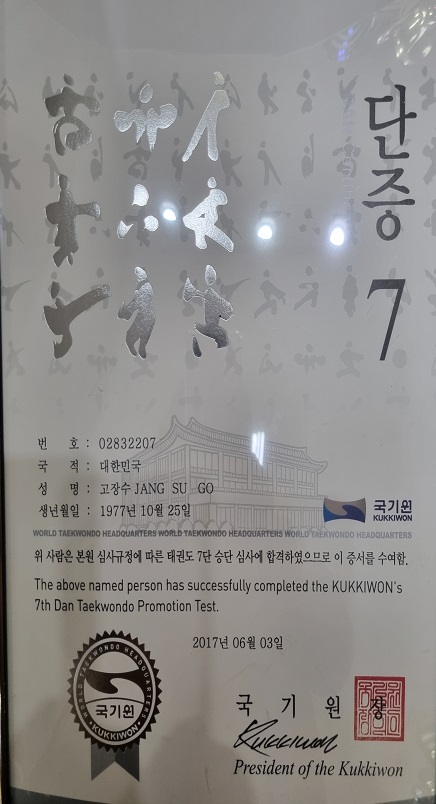 단증
7
번 호 : 02832207
국 적 : 대한민국
성 명 : 고장수 JANG SU GO
생년월일 : 1977년 10월 25일
국기원
KUKKIWON
WORLD TAEKWONDO HEADQUARTERS WORLD TAEKWONDO HEADQUARTERS WORLD TAEKWONDO HEADQUARTERS
위 사람은 본원 심사규정에 따른 태권도 7단 승단 심사에 합격하였으므로 이 증서를 수여함.
The above named person has successfully completed the KUKKIWON's
7th Dan Taekwondo Promotion Test.
2017년 06월 03일
WORLD TAEKWONDO HEADQUARTERS
국기원
KUKKIWON
국 기 원 장
Kukkiwon
President of the Kukkiwon